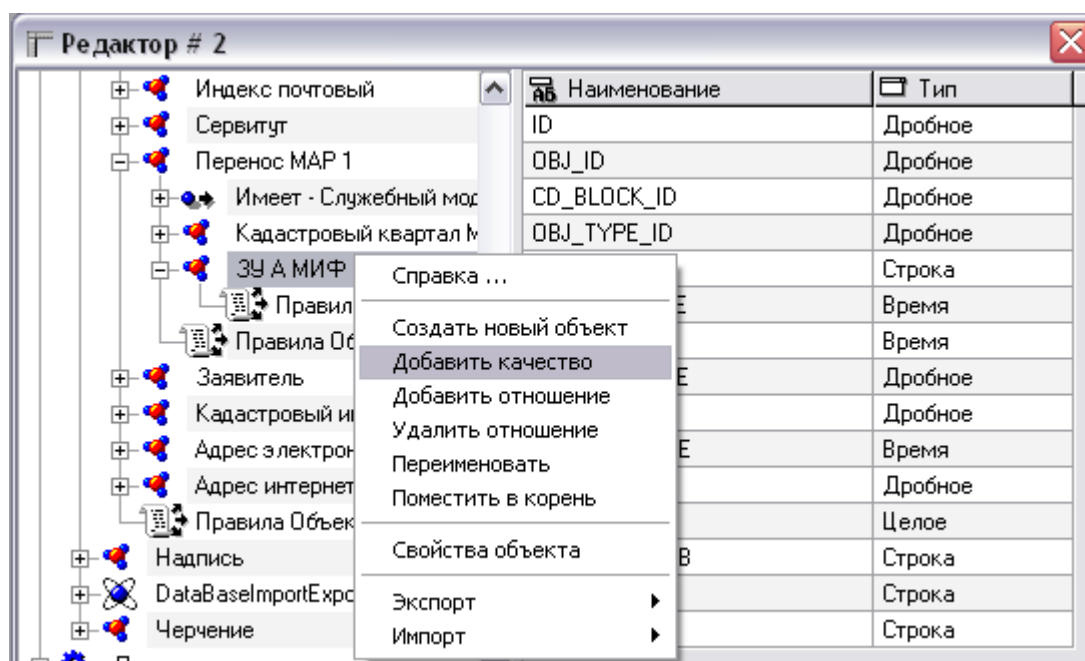 Редактор # 2
Индекс почтовый
Сервитут
Перенос MAP 1
Имеет - Служебный мод
Кадастровый квартал М
ЗУ А МИФ
Правил
Правила Об
Заявитель
Кадастровый и
Адрес электрон
Адрес интернет
Правила Объек
Надпись
DataBaseImportExpo
Черчение
Наименование Тип
ID Дробное
OBJ_ID Дробное
CD_BLOCK_ID Дробное
OBJ_TYPE_ID Дробное
Строка
E Время
Время
E Дробное
Дробное
E Время
Дробное
Целое
B Строка
Строка
Строка
Справка ...
Создать новый объект
Добавить качество
Добавить отношение
Удалить отношение
Переименовать
Поместить в корень
Свойства объекта
Экспорт
Импорт